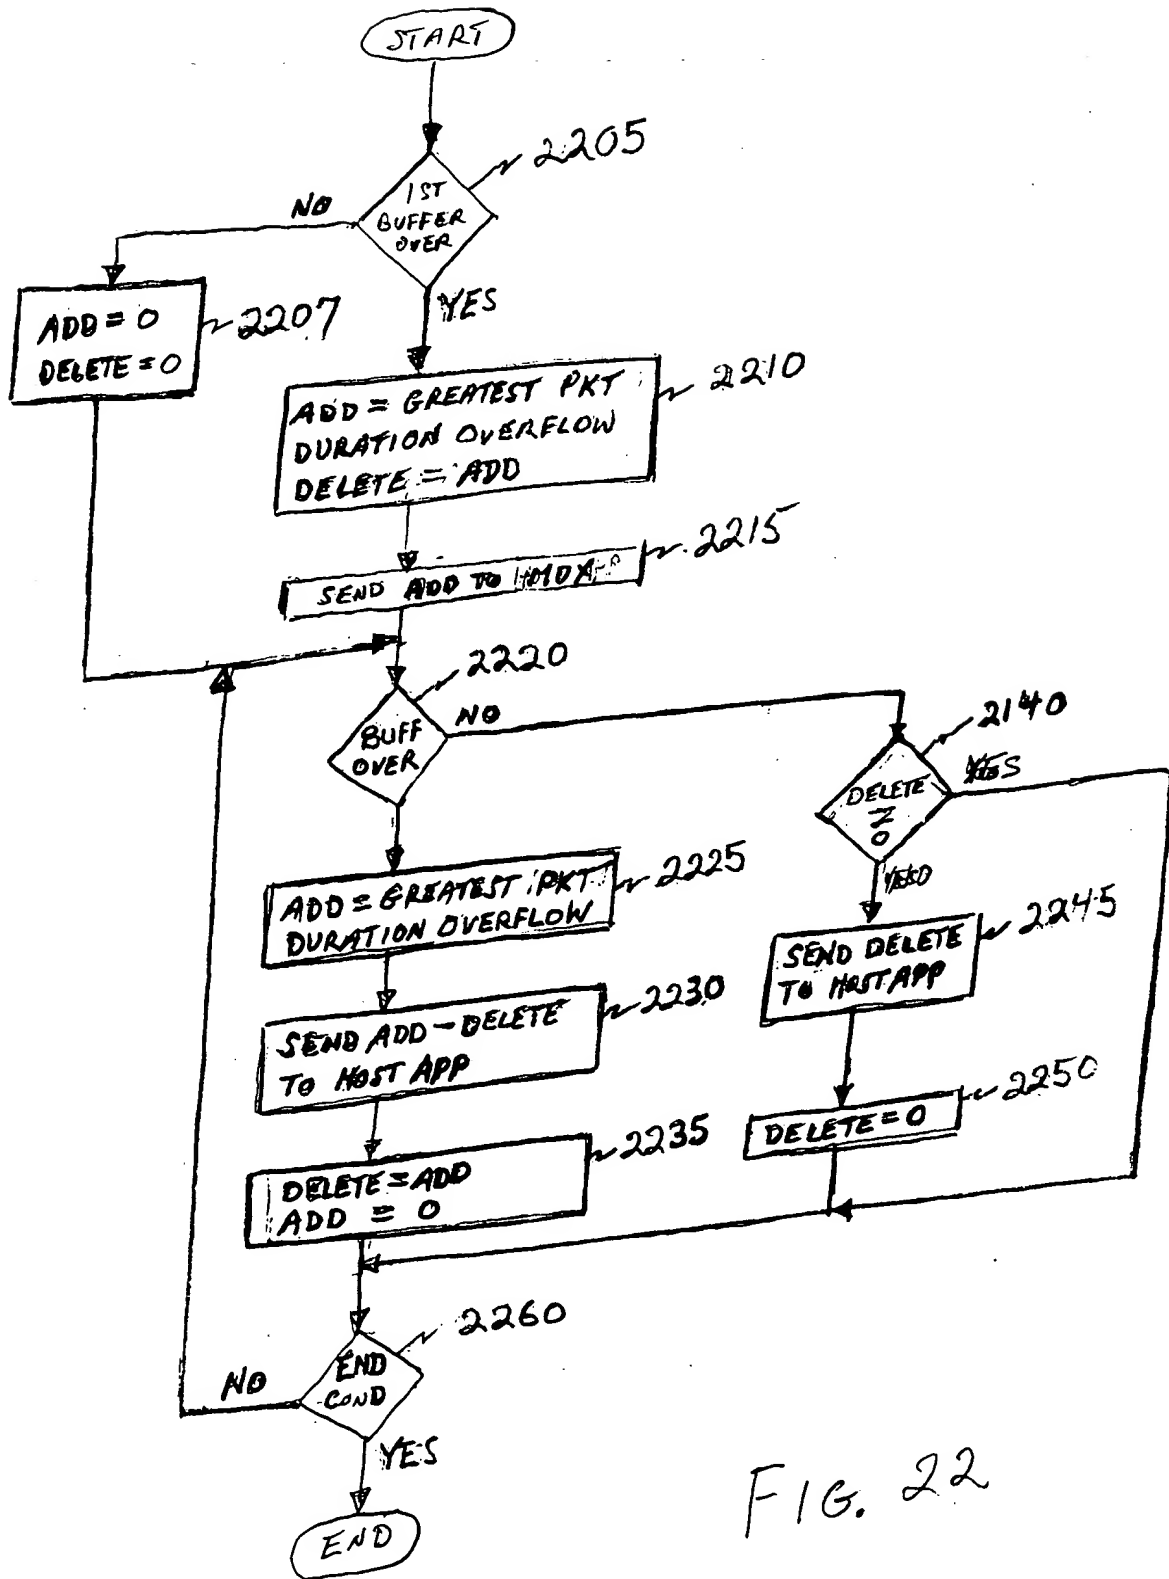 START
2205
1ST
BUFFER
OVER
NO
YES
ADD = 0
DELETE = 0
2207
ADD = GREATEST PKT
DURATION OVERFLOW
DELETE = ADD
2210
SEND ADD TO
2215
2220
BUFF
OVER
NO
2140
DELETE
0
YES
ADD = GREATEST PKT
DURATION OVERFLOW
2225
SEND DELETE
TO HOST APP
2245
SEND ADD - DELETE
TO HOST APP
2230
DELETE = 0
2250
DELETE = ADD
ADD = 0
2235
2260
END
COND
NO
YES
END
FIG. 22